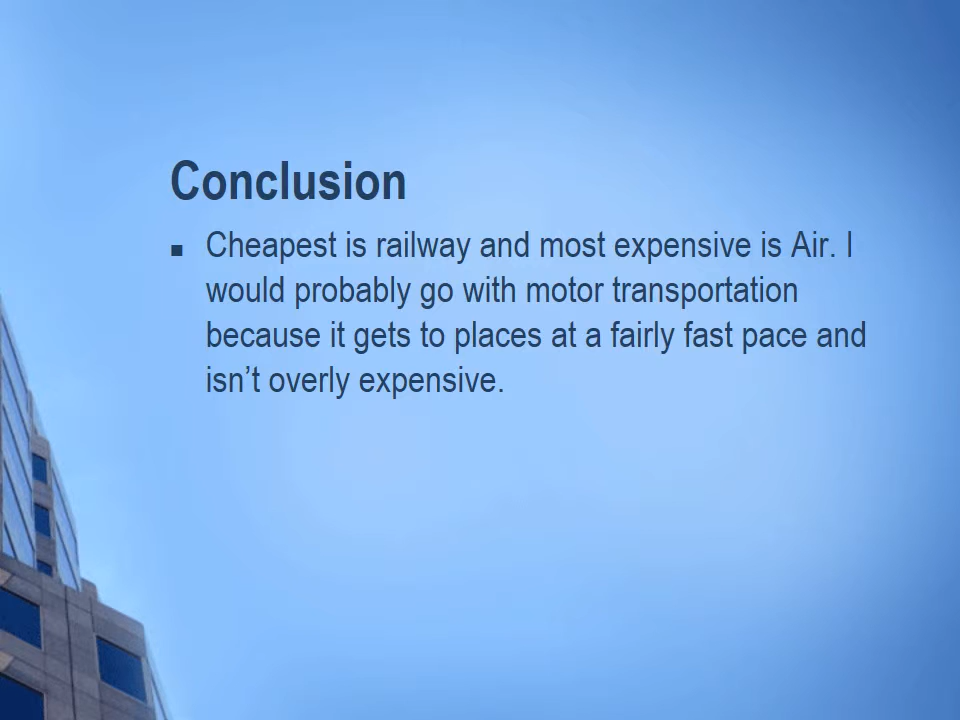 Conclusion
■ Cheapest is railway and most expensive is Air. I
would probably go with motor transportation
because it gets to places at a fairly fast pace and
isn’t overly expensive.